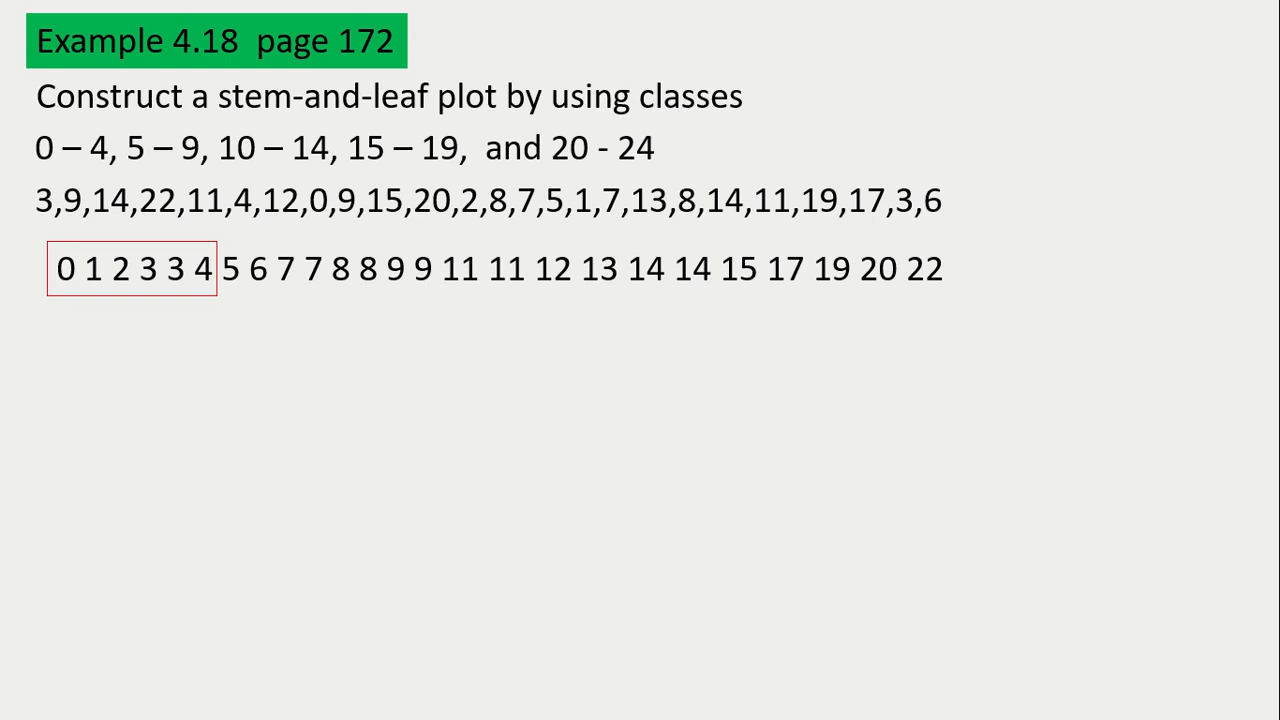 Example 4.18  page 172
Construct a stem-and-leaf plot by using classes
0 – 4, 5 – 9, 10 – 14, 15 – 19,  and 20 - 24
3,9,14,22,11,4,12,0,9,15,20,2,8,7,5,1,7,13,8,14,11,19,17,3,6
0 1 2 3 3 4 5 6 7 7 8 8 9 9 11 11 12 13 14 14 15 17 19 20 22